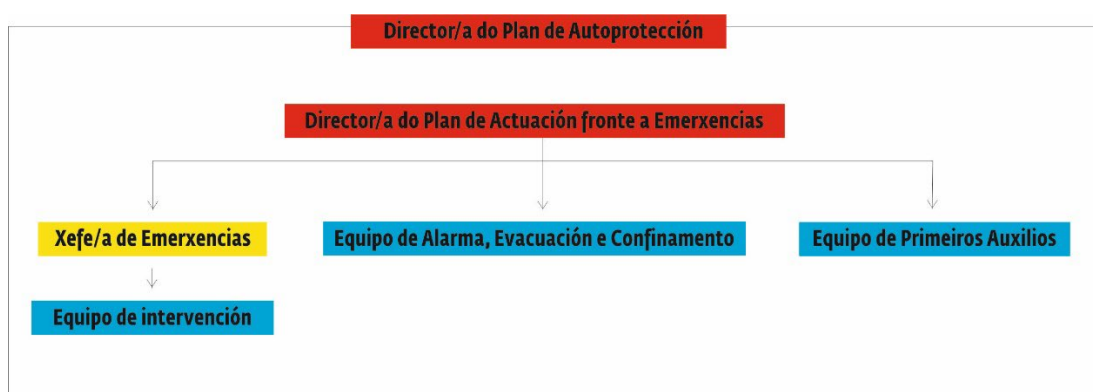 Director/a do Plan de Autoprotección
Director/a do Plan de Actuación fronte a Emerxencias
Xefe/a de Emerxencias
Equipo de Alarma, Evacuación e Confinamento
Equipo de Primeiros Auxilios
Equipo de intervención